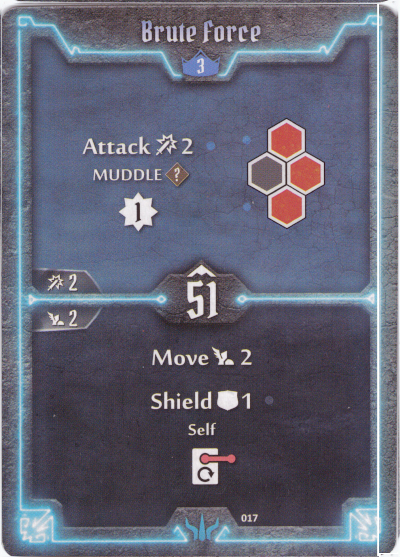 Brute Force
3
Attack 2
MUDDLE ?
1
2
51
2
Move 2
Shield 1
Self
017